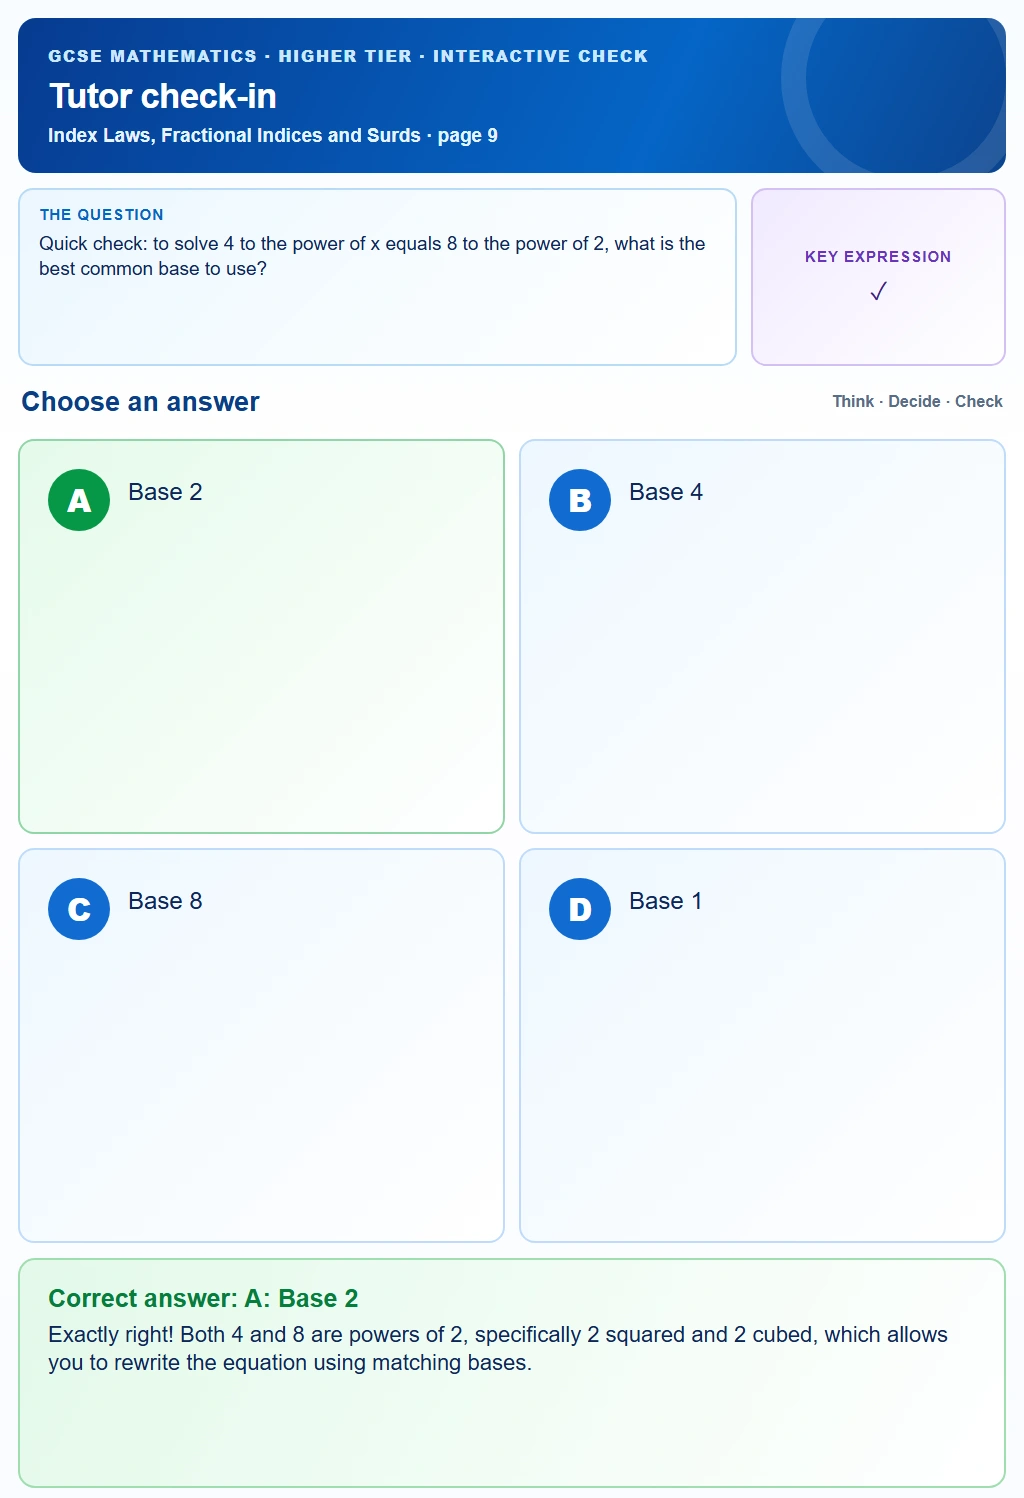 GCSE MATHEMATICS · HIGHER TIER · INTERACTIVE CHECK
Tutor check-in
Index Laws, Fractional Indices and Surds · page 9
THE QUESTION
Quick check: to solve 4 to the power of x equals 8 to the power of 2, what is the
best common base to use?
KEY EXPRESSION
✓
Choose an answer
Think · Decide · Check
A Base 2
B Base 4
C Base 8
D Base 1
Correct answer: A: Base 2
Exactly right! Both 4 and 8 are powers of 2, specifically 2 squared and 2 cubed, which allows
you to rewrite the equation using matching bases.